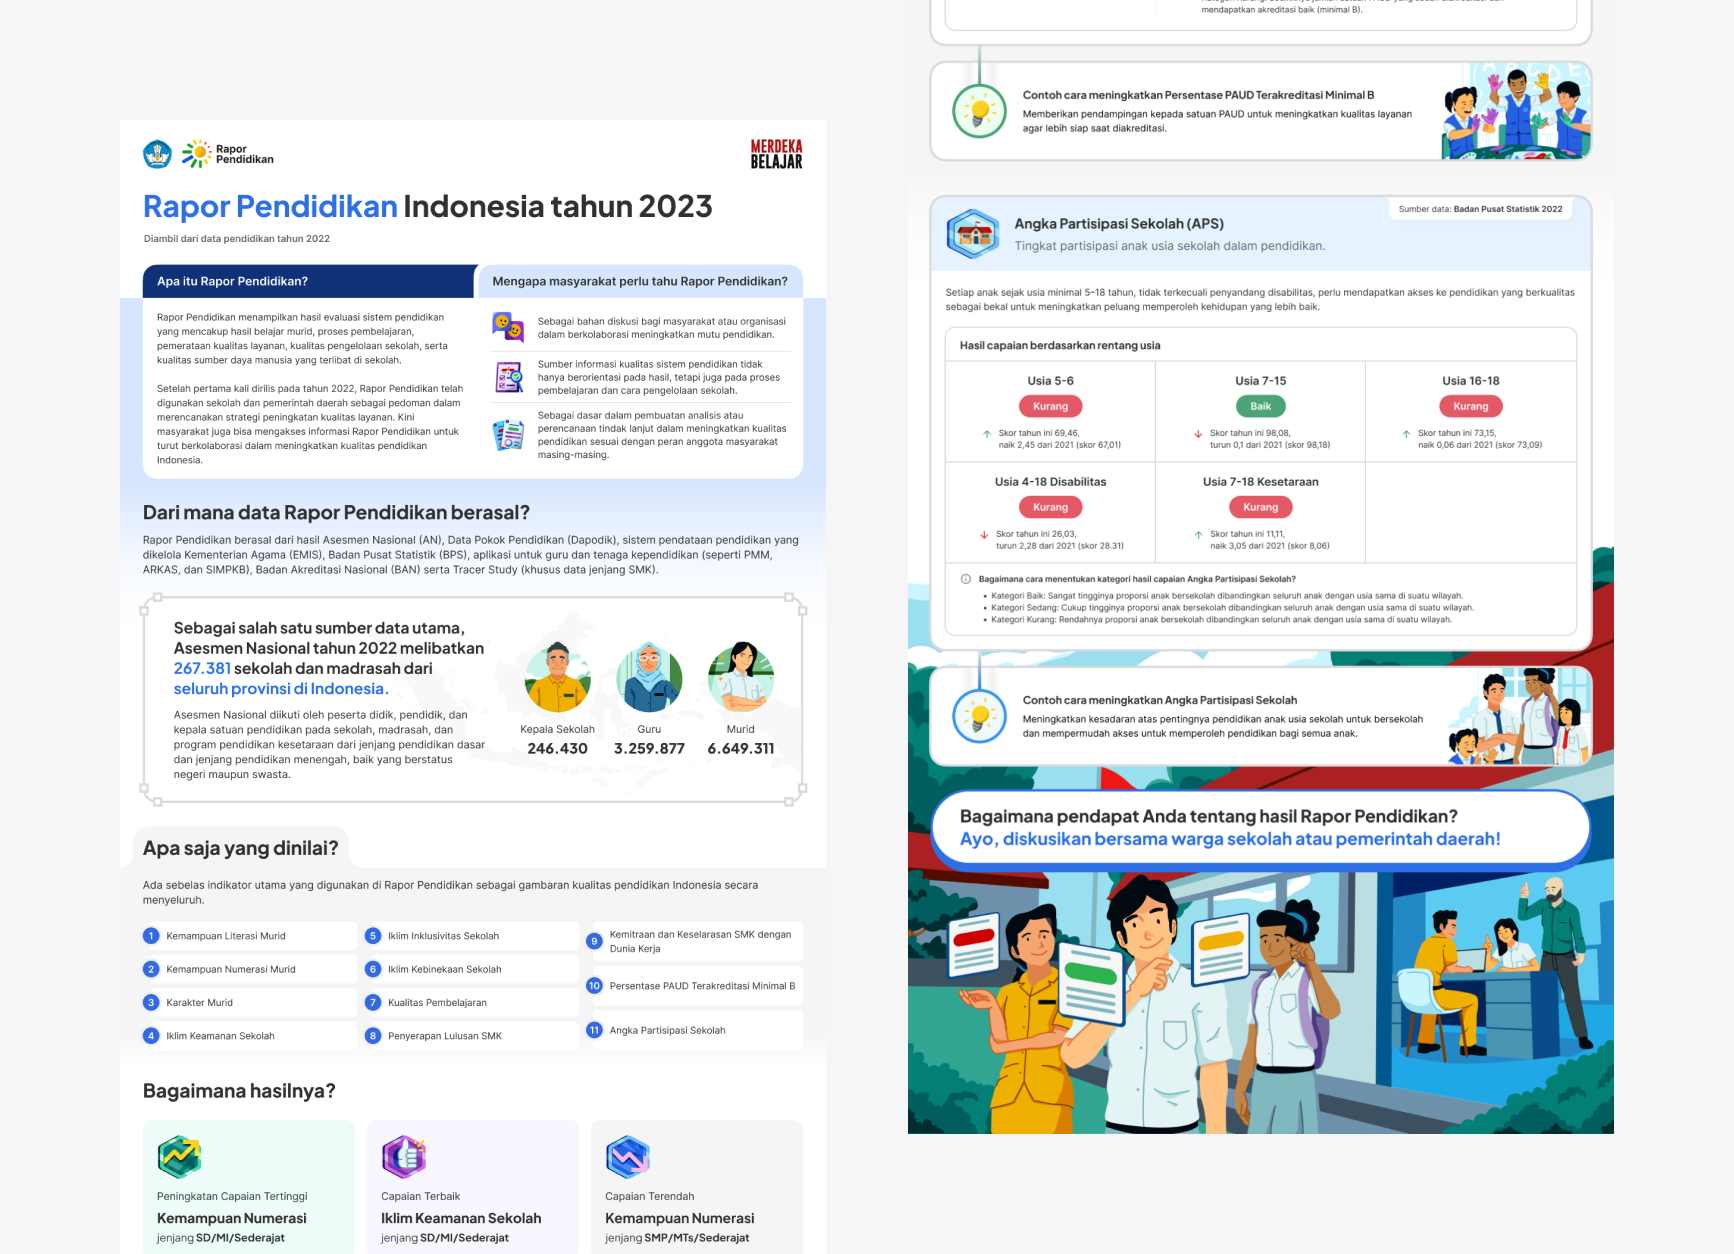 Rapor
Pendidikan
MERDEKA
BELAJAR
Rapor Pendidikan Indonesia tahun 2023
Diambil dari data pendidikan tahun 2022
Apa itu Rapor Pendidikan?
Rapor Pendidikan menampilkan hasil evaluasi sistem pendidikan
yang mencakup hasil belajar murid, proses pembelajaran,
pemerataan kualitas layanan, kualitas pengelolaan sekolah, serta
kualitas sumber daya manusia yang terlibat di sekolah.
Setelah pertama kali dirilis pada tahun 2022, Rapor Pendidikan telah
digunakan sekolah dan pemerintah daerah sebagai pedoman dalam
merencanakan strategi peningkatan kualitas layanan. Kini
masyarakat juga bisa mengakses informasi Rapor Pendidikan untuk
turut berkolaborasi dalam meningkatkan kualitas pendidikan
Indonesia.
Mengapa masyarakat perlu tahu Rapor Pendidikan?
Sebagai bahan diskusi bagi masyarakat atau organisasi
dalam berkolaborasi meningkatkan mutu pendidikan.
Sumber informasi kualitas sistem pendidikan tidak
hanya berorientasi pada hasil, tetapi juga pada proses
pembelajaran dan cara pengelolaan sekolah.
Sebagai dasar dalam pembuatan analisis atau
perencanaan tindak lanjut dalam meningkatkan kualitas
pendidikan sesuai dengan peran anggota masyarakat
masing-masing.
Dari mana data Rapor Pendidikan berasal?
Rapor Pendidikan berasal dari hasil Asesmen Nasional (AN), Data Pokok Pendidikan (Dapodik), sistem pendataan pendidikan yang
dikelola Kementerian Agama (EMIS), Badan Pusat Statistik (BPS), aplikasi untuk guru dan tenaga kependidikan (seperti PMM,
ARKAS, dan SIMPKB), Badan Akreditasi Nasional (BAN) serta Tracer Study (khusus data jenjang SMK).
Sebagai salah satu sumber data utama,
Asesmen Nasional tahun 2022 melibatkan
267.381 sekolah dan madrasah dari
seluruh provinsi di Indonesia.
Asesmen Nasional diikuti oleh peserta didik, pendidik, dan
kepala satuan pendidikan pada sekolah, madrasah, dan
program pendidikan kesetaraan dari jenjang pendidikan dasar
dan jenjang pendidikan menengah, baik yang berstatus
negeri maupun swasta.
Kepala Sekolah
246.430
Guru
3.259.877
Murid
6.649.311
Apa saja yang dinilai?
Ada sebelas indikator utama yang digunakan di Rapor Pendidikan sebagai gambaran kualitas pendidikan Indonesia secara
menyeluruh.
1 Kemampuan Literasi Murid
2 Kemampuan Numerasi Murid
3 Karakter Murid
4 Iklim Keamanan Sekolah
5 Iklim Inklusivitas Sekolah
6 Iklim Kebinekaan Sekolah
7 Kualitas Pembelajaran
8 Penyerapan Lulusan SMK
9 Kemitraan dan Keselarasan SMK dengan
Dunia Kerja
10 Persentase PAUD Terakreditasi Minimal B
11 Angka Partisipasi Sekolah
Bagaimana hasilnya?
Peningkatan Capaian Tertinggi
Kemampuan Numerasi
jenjang SD/MI/Sederajat
Capaian Terbaik
Iklim Keamanan Sekolah
jenjang SD/MI/Sederajat
Capaian Terendah
Kemampuan Numerasi
jenjang SMP/MTs/Sederajat
mendapatkan akreditasi baik (minimal B).
Contoh cara meningkatkan Persentase PAUD Terakreditasi Minimal B
Memberikan pendampingan kepada satuan PAUD untuk meningkatkan kualitas layanan
agar lebih siap saat diakreditasi.
Sumber data: Badan Pusat Statistik 2022
Angka Partisipasi Sekolah (APS)
Tingkat partisipasi anak usia sekolah dalam pendidikan.
Setiap anak sejak usia minimal 5–18 tahun, tidak terkecuali penyandang disabilitas, perlu mendapatkan akses ke pendidikan yang berkualitas
sebagai bekal untuk meningkatkan peluang memperoleh kehidupan yang lebih baik.
Hasil capaian berdasarkan rentang usia
Usia 5-6
Kurang
Skor tahun ini 69,46,
naik 2,45 dari 2021 (skor 67,01)
Usia 7-15
Baik
Skor tahun ini 98,08,
turun 0,1 dari 2021 (skor 98,18)
Usia 16-18
Kurang
Skor tahun ini 73,15,
naik 0,06 dari 2021 (skor 73,09)
Usia 4-18 Disabilitas
Kurang
Skor tahun ini 26,03,
turun 2,28 dari 2021 (skor 28.31)
Usia 7-18 Kesetaraan
Kurang
Skor tahun ini 11,11,
naik 3,05 dari 2021 (skor 8,06)
Bagaimana cara menentukan kategori hasil capaian Angka Partisipasi Sekolah?
• Kategori Baik: Sangat tingginya proporsi anak bersekolah dibandingkan seluruh anak dengan usia sama di suatu wilayah.
• Kategori Sedang: Cukup tingginya proporsi anak bersekolah dibandingkan seluruh anak dengan usia sama di suatu wilayah.
• Kategori Kurang: Rendahnya proporsi anak bersekolah dibandingkan seluruh anak dengan usia sama di suatu wilayah.
Contoh cara meningkatkan Angka Partisipasi Sekolah
Meningkatkan kesadaran atas pentingnya pendidikan anak usia sekolah untuk bersekolah
dan mempermudah akses untuk memperoleh pendidikan bagi semua anak.
Bagaimana pendapat Anda tentang hasil Rapor Pendidikan?
Ayo, diskusikan bersama warga sekolah atau pemerintah daerah!